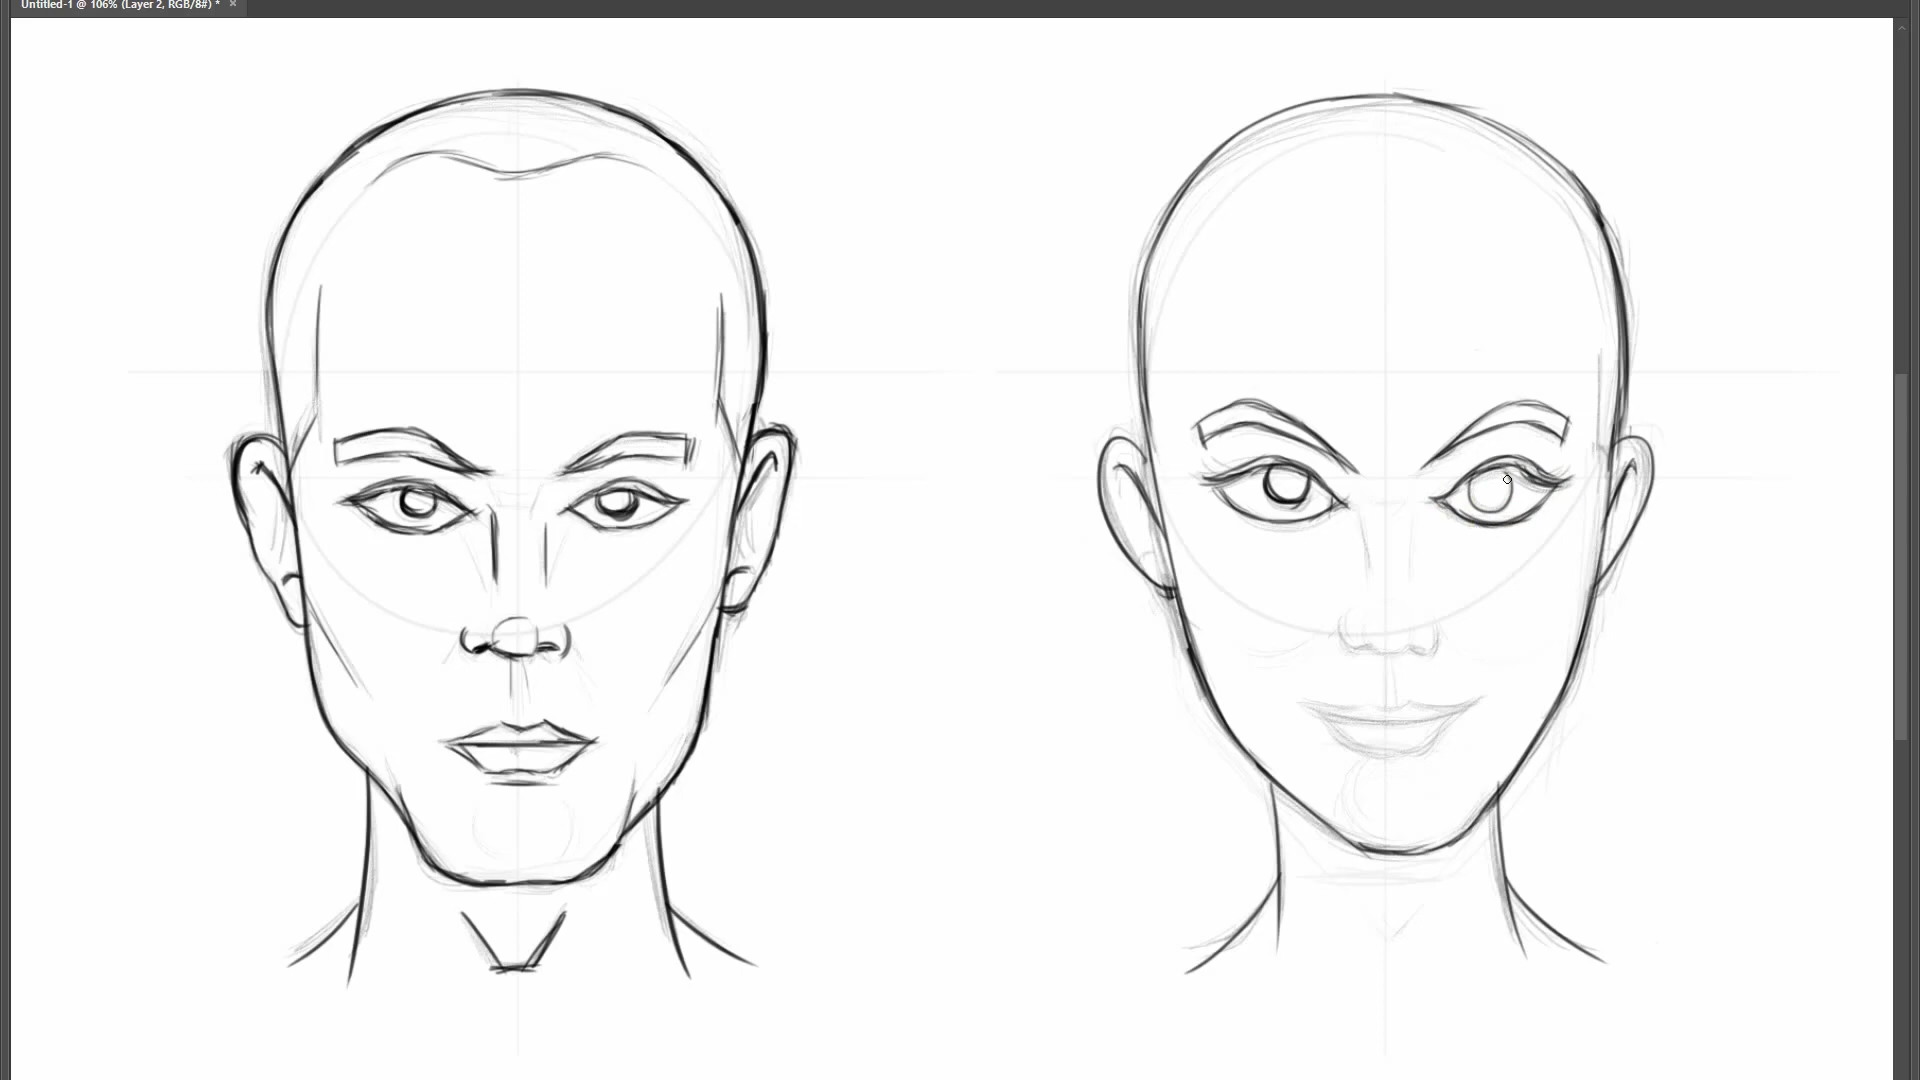 Untitled-1 @ 106% (Layer 2, RGB/8#) * ×